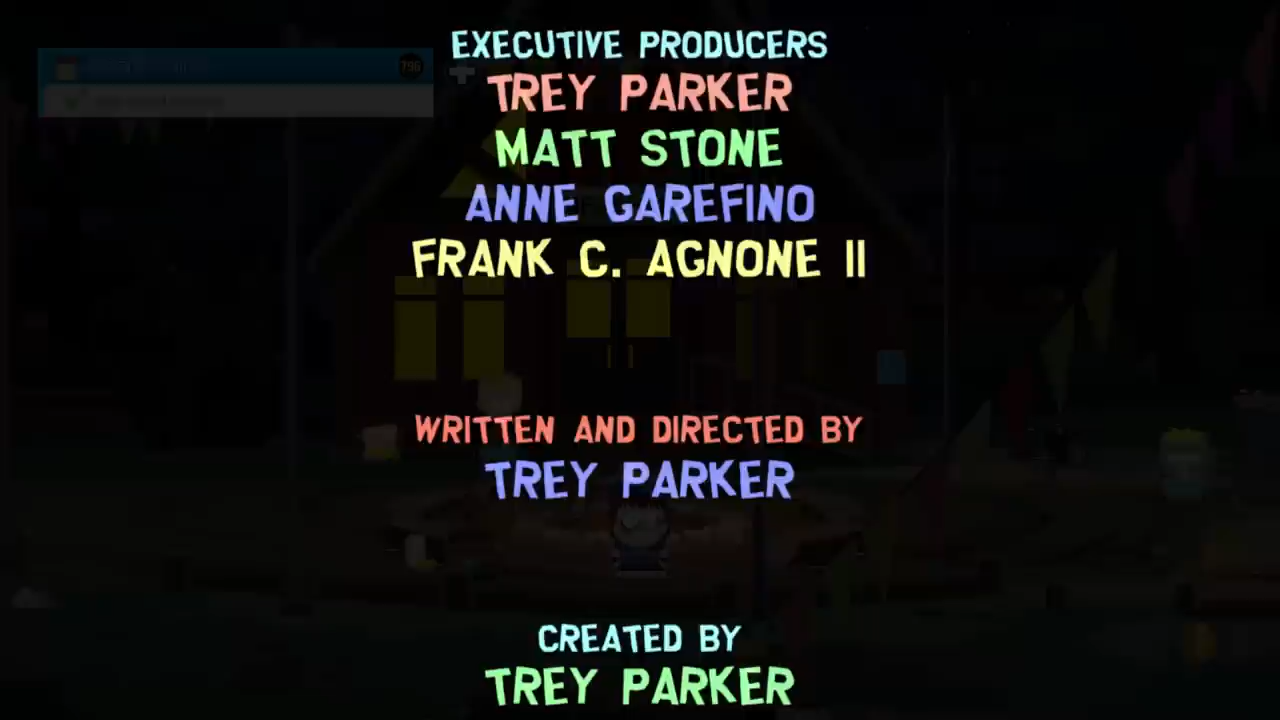 EXECUTIVE PRODUCERS
TREY PARKER
MATT STONE
ANNE GAREFINO
FRANK C. AGNONE II
796
WRITTEN AND DIRECTED BY
TREY PARKER
CREATED BY
TREY PARKER